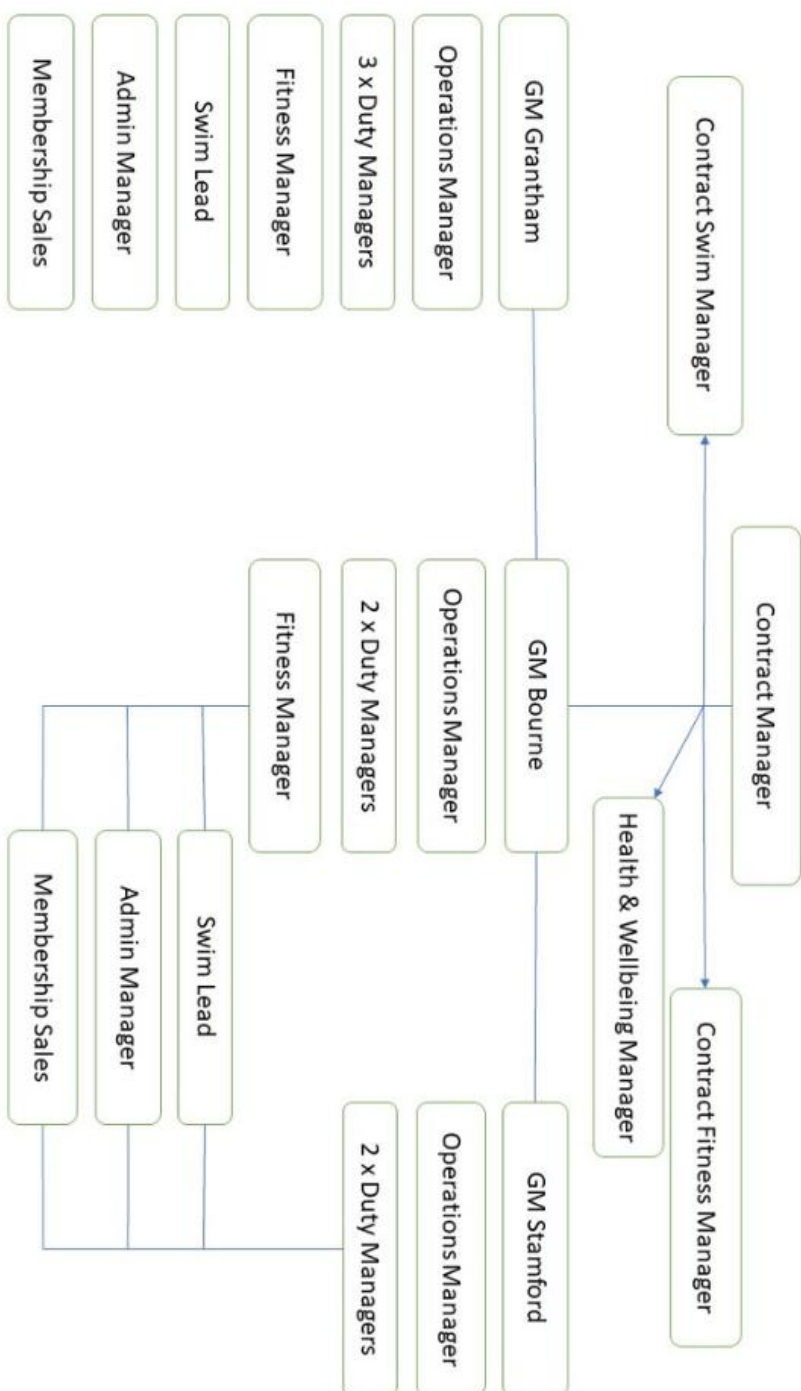 Contract Manager
Contract Swim Manager
Contract Fitness Manager
Health & Wellbeing Manager
GM Grantham
GM Bourne
GM Stamford
Operations Manager
Operations Manager
Operations Manager
3 x Duty Managers
2 x Duty Managers
2 x Duty Managers
Fitness Manager
Fitness Manager
Swim Lead
Swim Lead
Admin Manager
Admin Manager
Membership Sales
Membership Sales